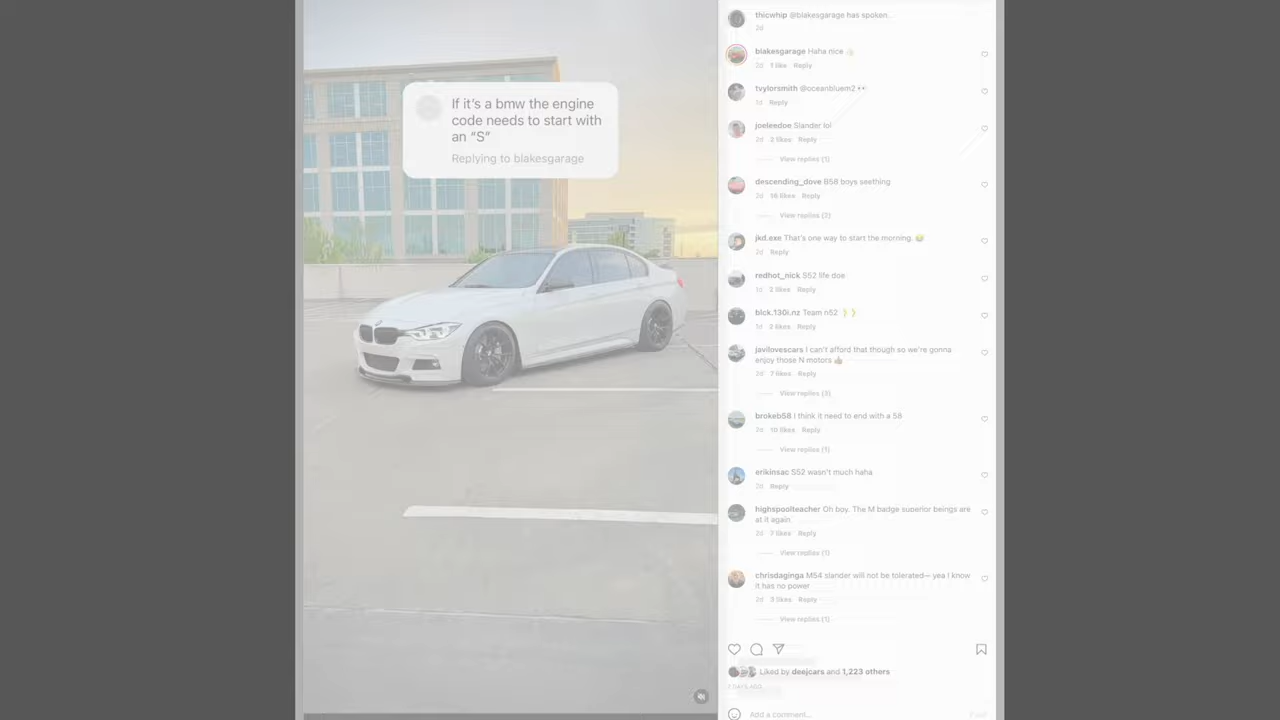 If it's a bmw the engine
code needs to start with
an “S”
Replying to blakesgarage
thicwhip @blakesgarage has spoken..
2d
blakesgarage Haha nice 👍🏻
2d 1 like Reply
tvylorsmith @oceanbluem2 👀
1d Reply
joeleedoe Slander lol
2d 2 likes Reply
View replies (1)
descending_dove B58 boys seething
2d 16 likes Reply
View replies (2)
jkd.exe That's one way to start the morning. 😂
2d Reply
redhot_nick S52 life doe
1d 2 likes Reply
blck.130i.nz Team n52
1d 2 likes Reply
javilovescars I can't afford that though so we're gonna
enjoy those N motors 👍🏽
2d 7 likes Reply
View replies (3)
brokeb58 I think it need to end with a 58
2d 10 likes Reply
View replies (1)
erikinsac S52 wasn't much haha
2d Reply
highspoolteacher Oh boy. The M badge superior beings are
at it again
2d 7 likes Reply
View replies (1)
chrisdaginga M54 slander will not be tolerated— yea I know
it has no power
2d 3 likes Reply
View replies (1)
Liked by deejcars and 1,223 others
2 DAYS AGO
Add a comment... Post